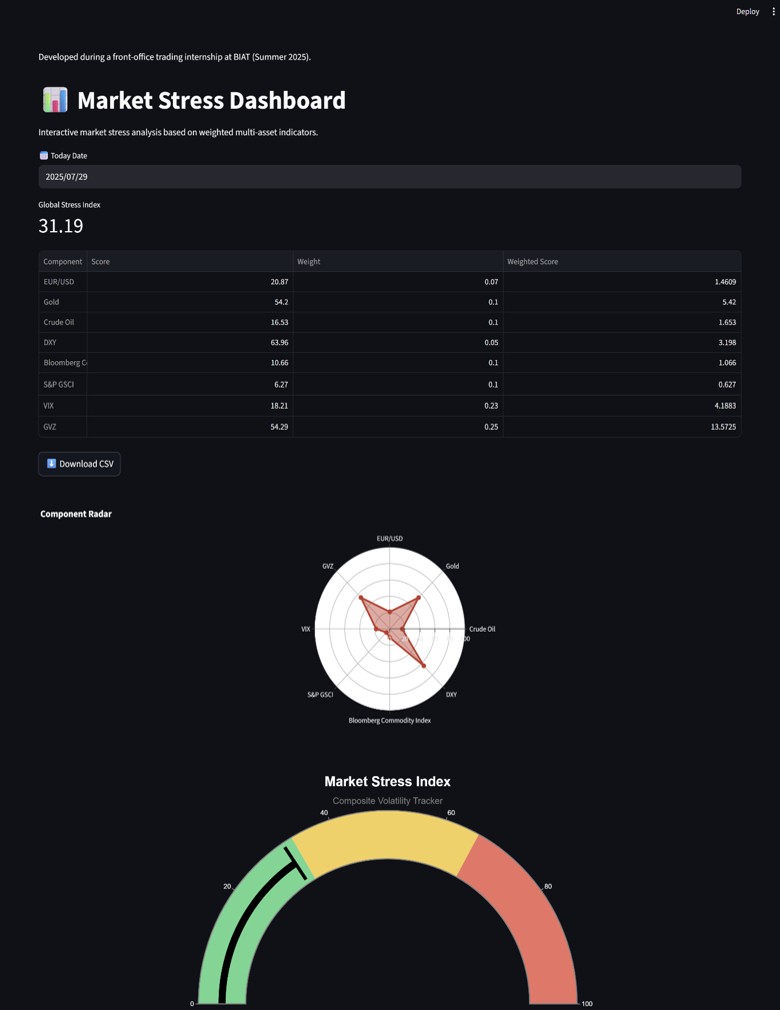 Deploy
Developed during a front-office trading internship at BIAT (Summer 2025).
Market Stress Dashboard
Interactive market stress analysis based on weighted multi-asset indicators.
Today Date
2025/07/29
Global Stress Index
31.19
Component Score Weight Weighted Score
EUR/USD 20.87 0.07 1.4609
Gold 54.2 0.1 5.42
Crude Oil 16.53 0.1 1.653
DXY 63.96 0.05 3.198
Bloomberg C 10.66 0.1 1.066
S&P GSCI 6.27 0.1 0.627
VIX 18.21 0.23 4.1883
GVZ 54.29 0.25 13.5725
Download CSV
Component Radar
EUR/USD
GVZ Gold
VIX Crude Oil
S&P GSCI DXY
Bloomberg Commodity Index
Market Stress Index
Composite Volatility Tracker
40 60
20 80
0 100